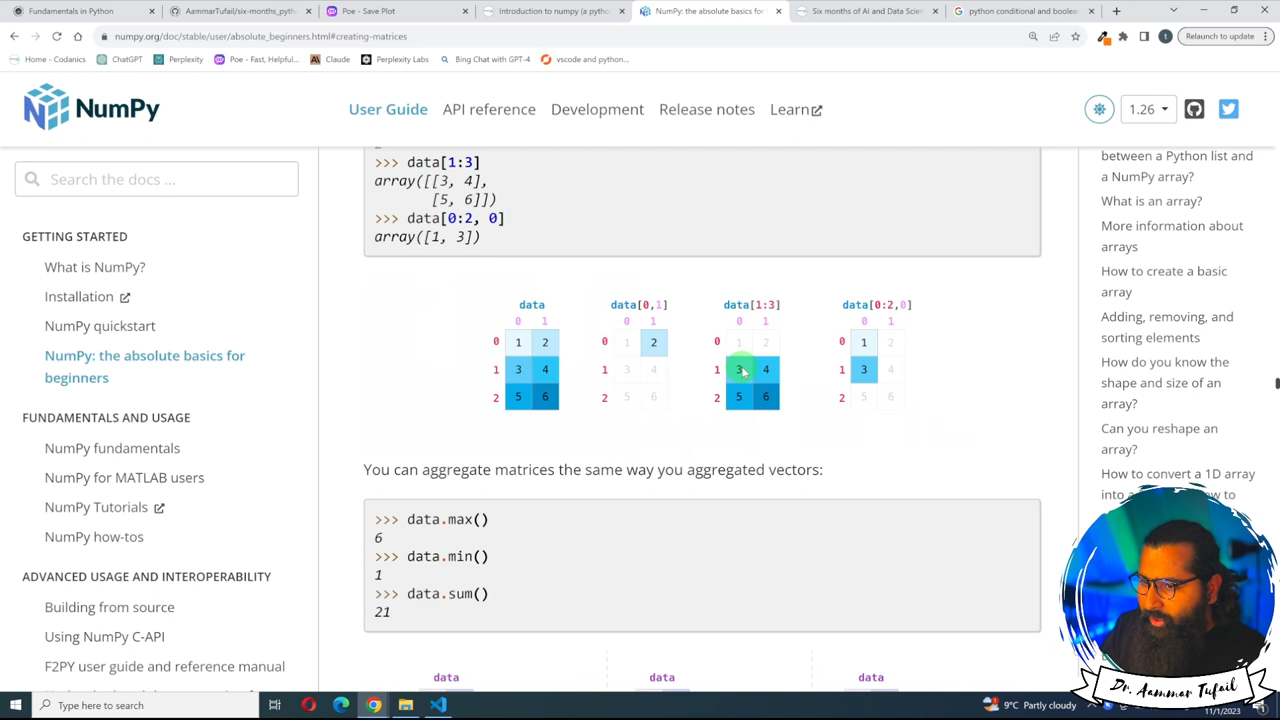 Fundamentals in Python
AammarTufail/six-months_pyth
Poe - Save Plot
Introduction to numpy (a pytho
NumPy: the absolute basics for
Six months of AI and Data Scien
python conditional and boolean
numpy.org/doc/stable/user/absolute_beginners.html#creating-matrices
Relaunch to update
Home - Codanics
ChatGPT
Perplexity
Poe - Fast, Helpful...
Claude
Perplexity Labs
Bing Chat with GPT-4
vscode and python...
NumPy
User Guide
API reference
Development
Release notes
Learn
1.26
Search the docs ...
GETTING STARTED
What is NumPy?
Installation
NumPy quickstart
NumPy: the absolute basics for
beginners
FUNDAMENTALS AND USAGE
NumPy fundamentals
NumPy for MATLAB users
NumPy Tutorials
NumPy how-tos
ADVANCED USAGE AND INTEROPERABILITY
Building from source
Using NumPy C-API
F2PY user guide and reference manual
>>> data[1:3]
array([[3, 4],
[5, 6]])
>>> data[0:2, 0]
array([1, 3])
data data[0,1] data[1:3] data[0:2,0]
0 1 0 1 0 1 0 1
0 1 2 0 1 2 0 1 2 0 1 2
1 3 4 1 3 4 1 3 4 1 3 4
2 5 6 2 5 6 2 5 6 2 5 6
You can aggregate matrices the same way you aggregated vectors:
>>> data.max()
6
>>> data.min()
1
>>> data.sum()
21
data data data
between a Python list and
a NumPy array?
What is an array?
More information about
arrays
How to create a basic
array
Adding, removing, and
sorting elements
How do you know the
shape and size of an
array?
Can you reshape an
array?
How to convert a 1D array
Dr. Aammar Tufail
Type here to search
9°C Partly cloudy
11/1/2023